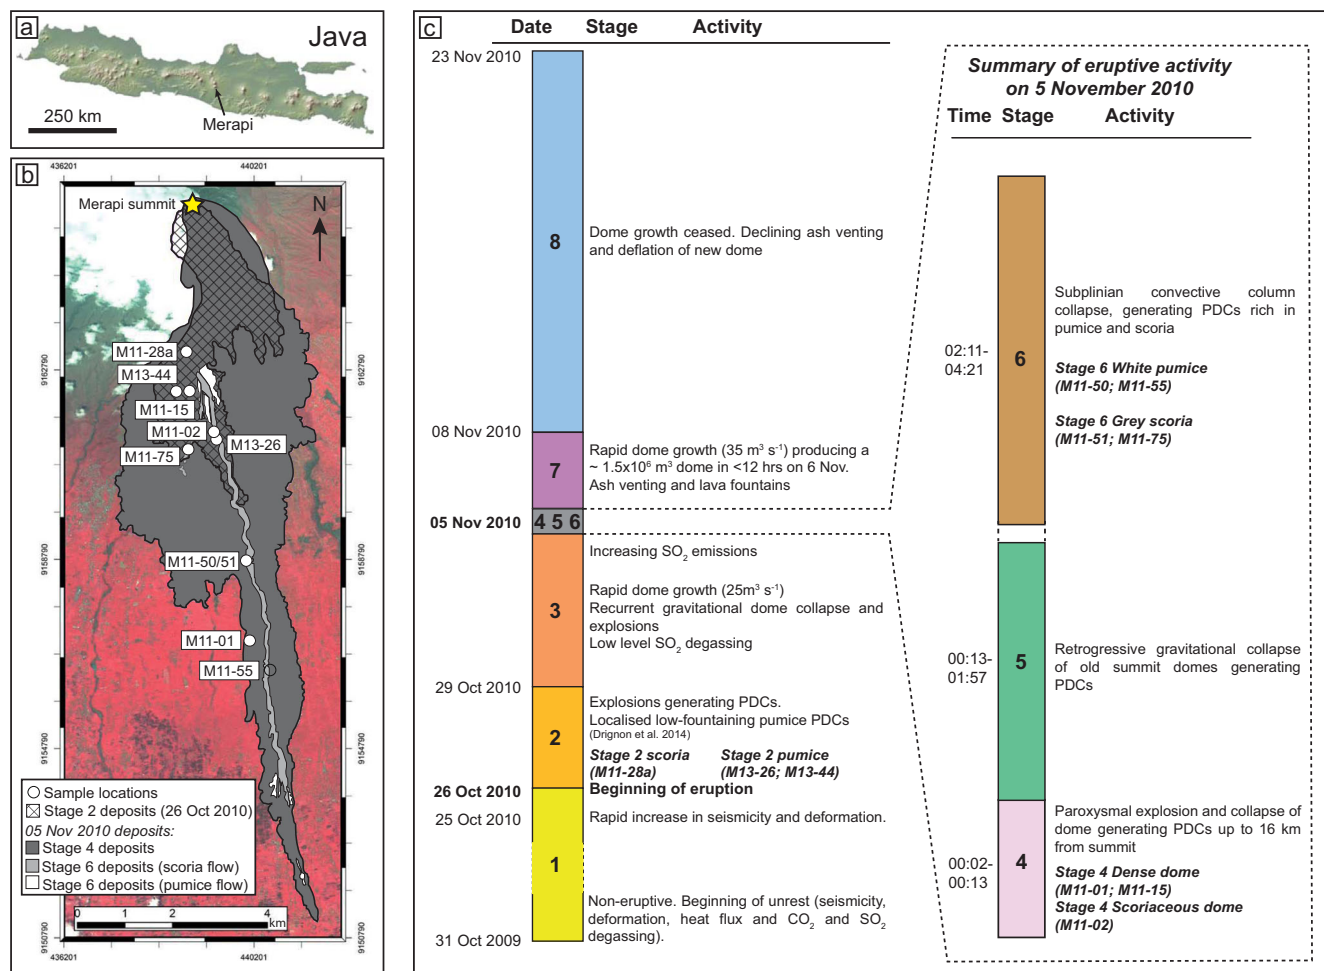 a
Java
250 km
Merapi
b
436201
440201
Merapi summit
N
M11-28a
M13-44
M11-15
M11-02
M13-26
M11-75
M11-50/51
M11-01
M11-55
9162790
9158790
9154790
9150790
9162790
9158790
9154790
9150790
Sample locations
Stage 2 deposits (26 Oct 2010)
05 Nov 2010 deposits:
Stage 4 deposits
Stage 6 deposits (scoria flow)
Stage 6 deposits (pumice flow)
0 1 2 4
km
436201
440201
c
Date Stage Activity
23 Nov 2010
8
Dome growth ceased. Declining ash venting
and deflation of new dome
08 Nov 2010
7
Rapid dome growth (35 m³ s⁻¹) producing a
~ 1.5x10⁶ m³ dome in <12 hrs on 6 Nov.
Ash venting and lava fountains
05 Nov 2010
4 5 6
3
Increasing SO₂ emissions
Rapid dome growth (25m³ s⁻¹)
Recurrent gravitational dome collapse and
explosions
Low level SO₂ degassing
29 Oct 2010
2
Explosions generating PDCs.
Localised low-fountaining pumice PDCs
(Drignon et al. 2014)
Stage 2 scoria Stage 2 pumice
(M11-28a) (M13-26; M13-44)
26 Oct 2010 Beginning of eruption
25 Oct 2010
Rapid increase in seismicity and deformation.
1
Non-eruptive. Beginning of unrest (seismicity,
deformation, heat flux and CO₂ and SO₂
degassing).
31 Oct 2009
Summary of eruptive activity
on 5 November 2010
Time Stage Activity
02:11-
04:21
6
Subplinian convective column
collapse, generating PDCs rich in
pumice and scoria
Stage 6 White pumice
(M11-50; M11-55)
Stage 6 Grey scoria
(M11-51; M11-75)
00:13-
01:57
5
Retrogressive gravitational collapse
of old summit domes generating
PDCs
00:02-
00:13
4
Paroxysmal explosion and collapse of
dome generating PDCs up to 16 km
from summit
Stage 4 Dense dome
(M11-01; M11-15)
Stage 4 Scoriaceous dome
(M11-02)